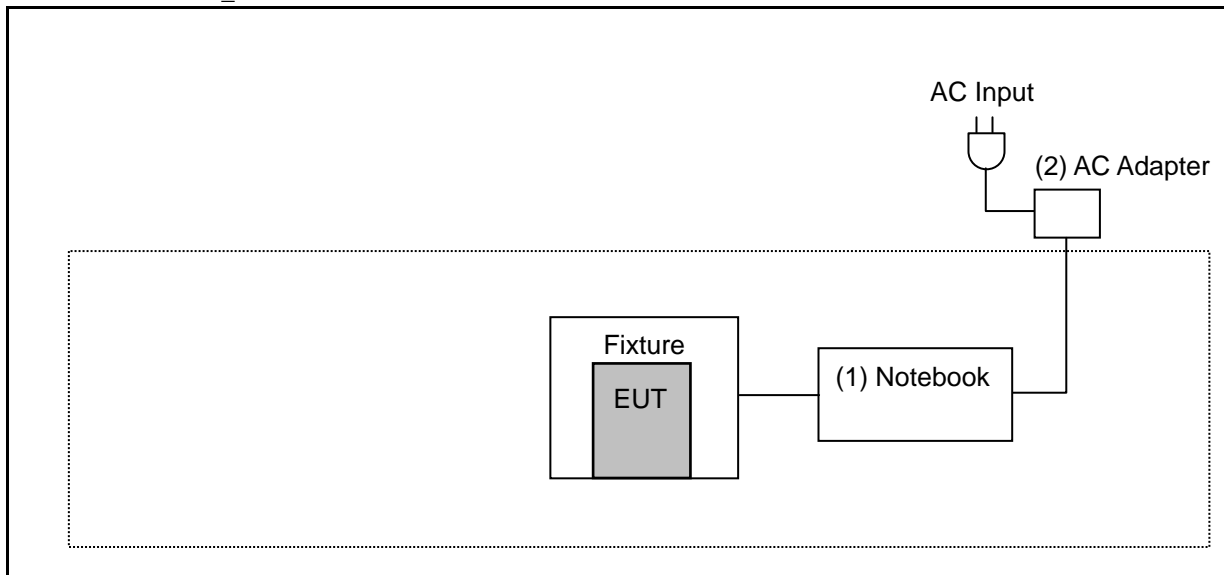 AC Input
(2) AC Adapter
Fixture
EUT
(1) Notebook